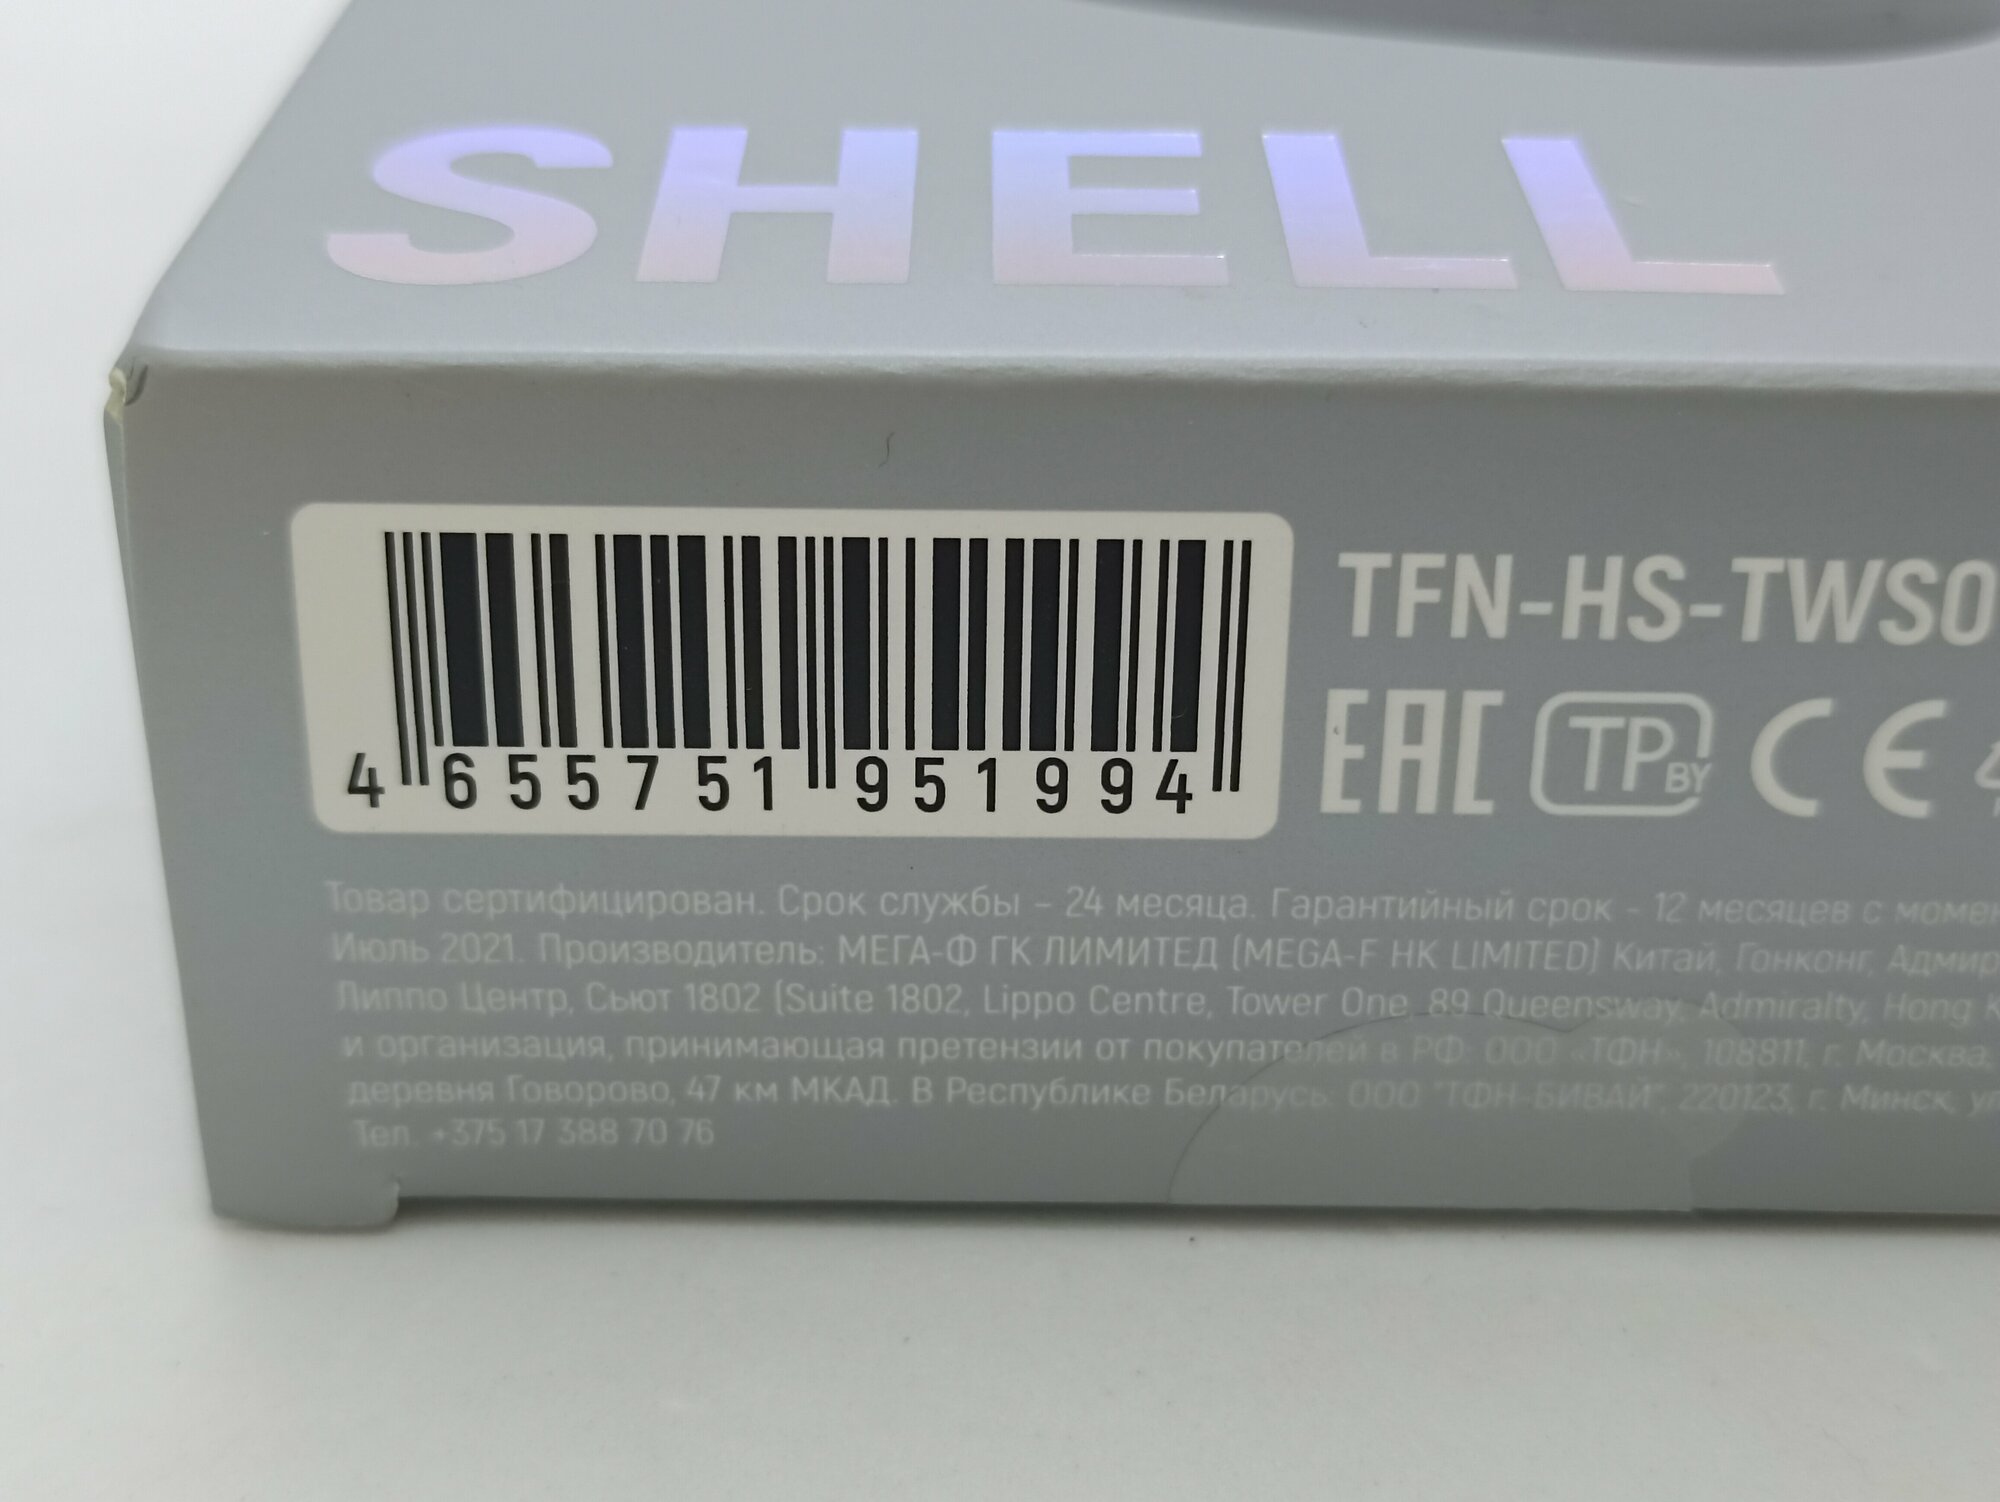 SHELL
TFN-HS-TWS0
EAC TP BY CE
4 655751 951994
Товар сертифицирован. Срок службы – 24 месяца. Гарантийный срок - 12 месяцев с
Июль 2021. Производитель: МЕГА-Ф ГК ЛИМИТЕД (MEGA-F HK LIMITED) Китай, Гонконг,
Липпо Центр, Сьют 1802 (Suite 1802, Lippo Centre, Tower One, 89 Queensway, Admiralty, Hong
и организация, принимающая претензии от покупателей в РФ: ООО «ТФН», 108811, г. Москва,
деревня Говорово, 47 км МКАД. В Республике Беларусь: ООО "ТФН-БИВАЙ", 220123, г. Минск, ул
Тел. +375 17 388 70 76